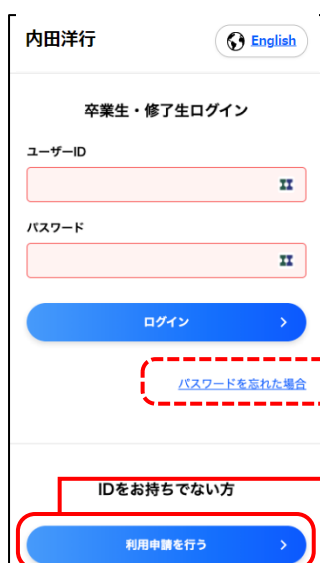 内田洋行
English
卒業生・修了生ログイン
ユーザーID
パスワード
ログイン
パスワードを忘れた場合
IDをお持ちでない方
利用申請を行う